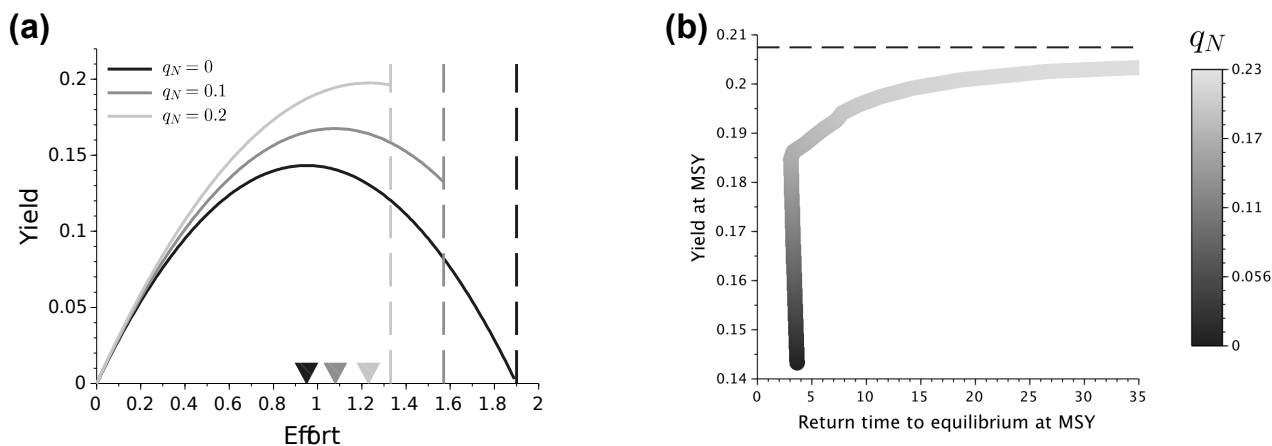 (a)
q_N = 0
q_N = 0.1
q_N = 0.2
0.2
0.15
0.1
0.05
0
Yield
0 0.2 0.4 0.6 0.8 1 1.2 1.4 1.6 1.8 2
Effort
(b)
0.21
0.2
0.19
0.18
0.17
0.16
0.15
0.14
Yield at MSY
0 5 10 15 20 25 30 35
Return time to equilibrium at MSY
q_N
0.23
0.17
0.11
0.056
0